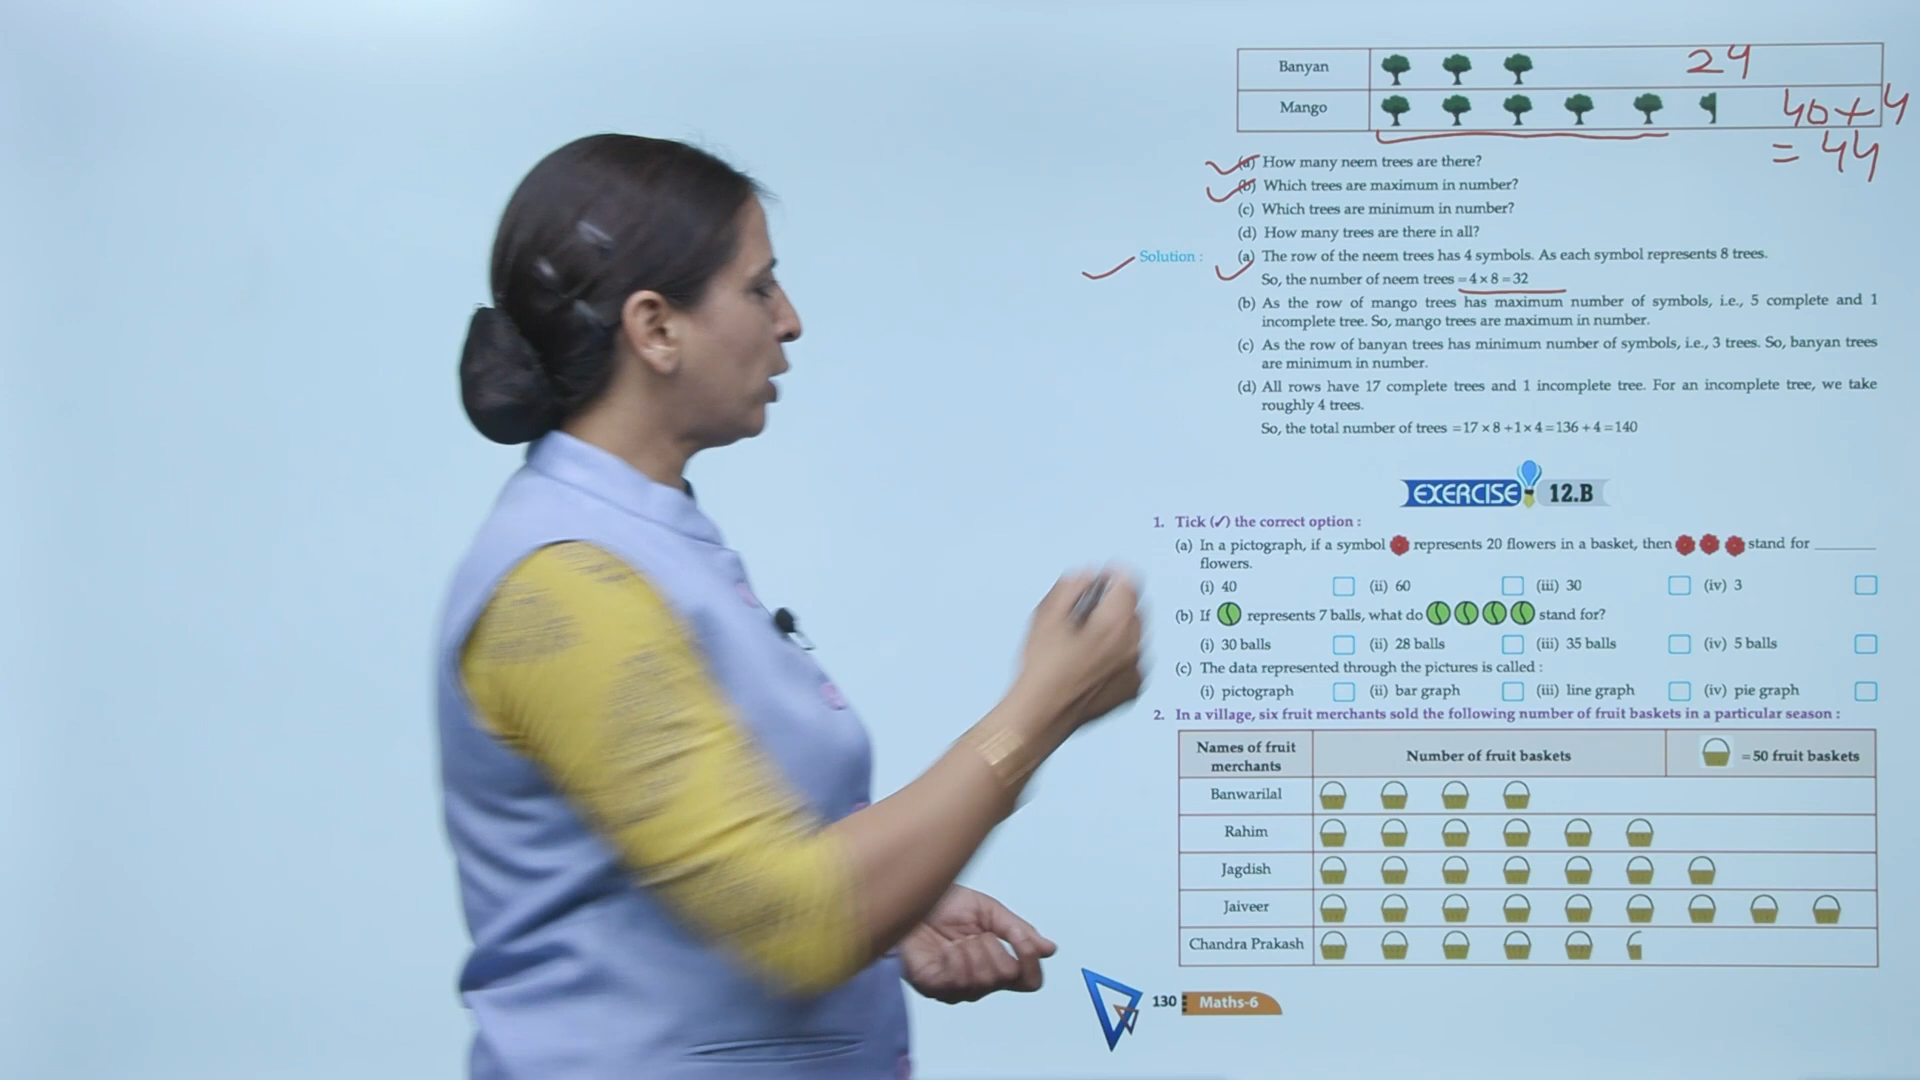 Banyan 24
Mango 40+4
= 44
(a) How many neem trees are there?
(b) Which trees are maximum in number?
(c) Which trees are minimum in number?
(d) How many trees are there in all?
Solution : (a) The row of the neem trees has 4 symbols. As each symbol represents 8 trees.
So, the number of neem trees = 4 × 8 = 32
(b) As the row of mango trees has maximum number of symbols, i.e., 5 complete and 1
incomplete tree. So, mango trees are maximum in number.
(c) As the row of banyan trees has minimum number of symbols, i.e., 3 trees. So, banyan trees
are minimum in number.
(d) All rows have 17 complete trees and 1 incomplete tree. For an incomplete tree, we take
roughly 4 trees.
So, the total number of trees = 17 × 8 + 1 × 4 = 136 + 4 = 140
EXERCISE 12.B
1. Tick (✓) the correct option :
(a) In a pictograph, if a symbol represents 20 flowers in a basket, then stand for ______
flowers.
(i) 40 (ii) 60 (iii) 30 (iv) 3
(b) If represents 7 balls, what do stand for?
(i) 30 balls (ii) 28 balls (iii) 35 balls (iv) 5 balls
(c) The data represented through the pictures is called :
(i) pictograph (ii) bar graph (iii) line graph (iv) pie graph
2. In a village, six fruit merchants sold the following number of fruit baskets in a particular season :
Names of fruit
merchants
Number of fruit baskets
= 50 fruit baskets
Banwarilal
Rahim
Jagdish
Jaiveer
Chandra Prakash
130 Maths-6